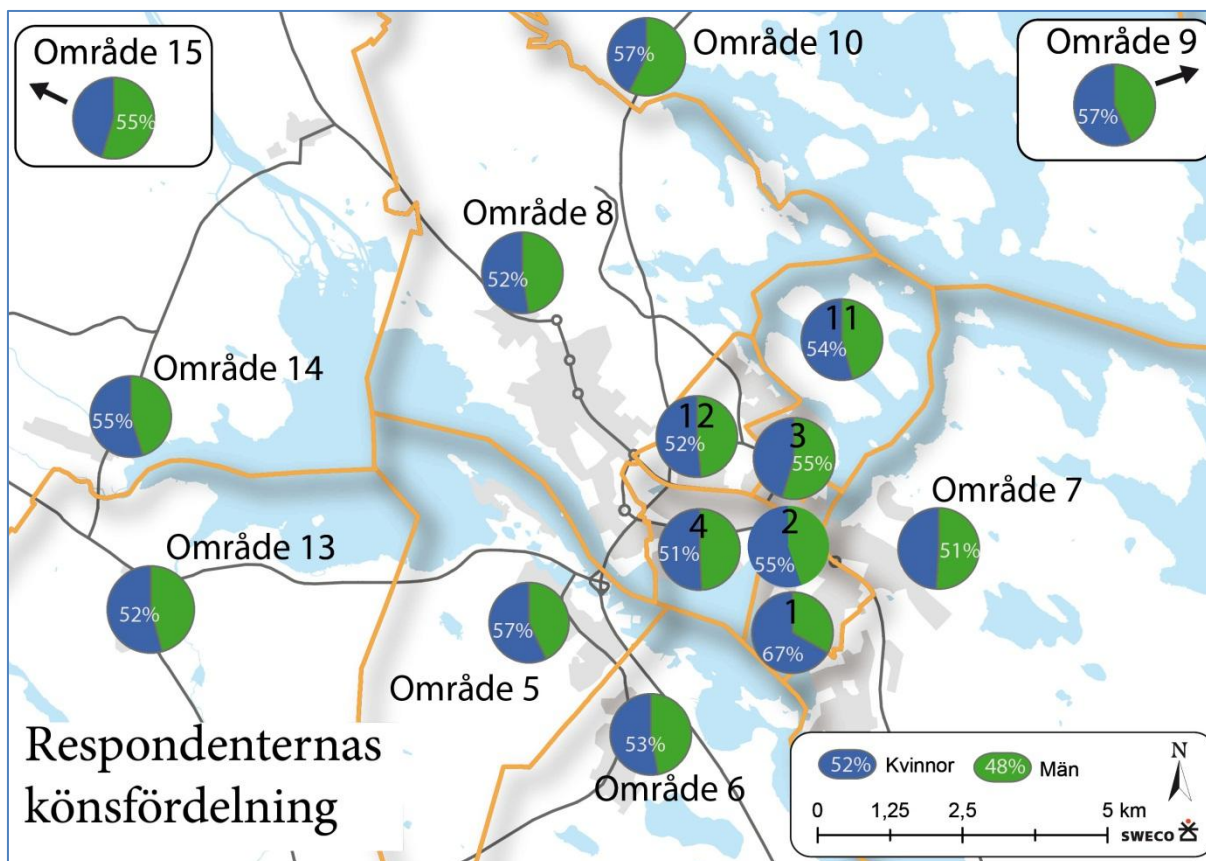 Område 15
55%
57%
Område 10
Område 9
57%
Område 8
52%
11
54%
Område 14
55%
12
52%
3
55%
Område 7
51%
4
51%
2
55%
Område 13
52%
57%
Område 5
1
67%
53%
Område 6
Respondenternas
könsfördelning
52% Kvinnor 48% Män
N
0 1,25 2,5 5 km
SWECO